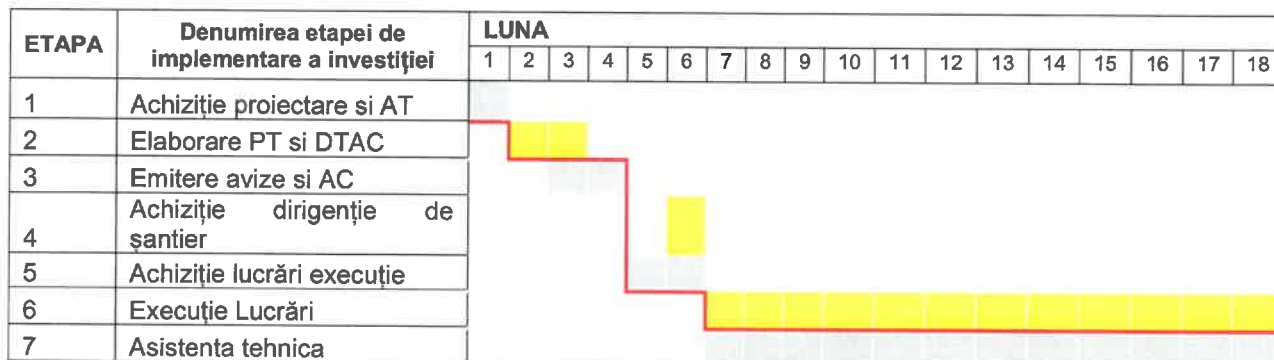 ETAPA Denumirea etapei de implementare a investiției LUNA
1 2 3 4 5 6 7 8 9 10 11 12 13 14 15 16 17 18
1 Achiziție proiectare si AT
2 Elaborare PT si DTAC
3 Emitere avize si AC
4 Achiziție dirigenție de șantier
5 Achiziție lucrări execuție
6 Execuție Lucrări
7 Asistenta tehnica